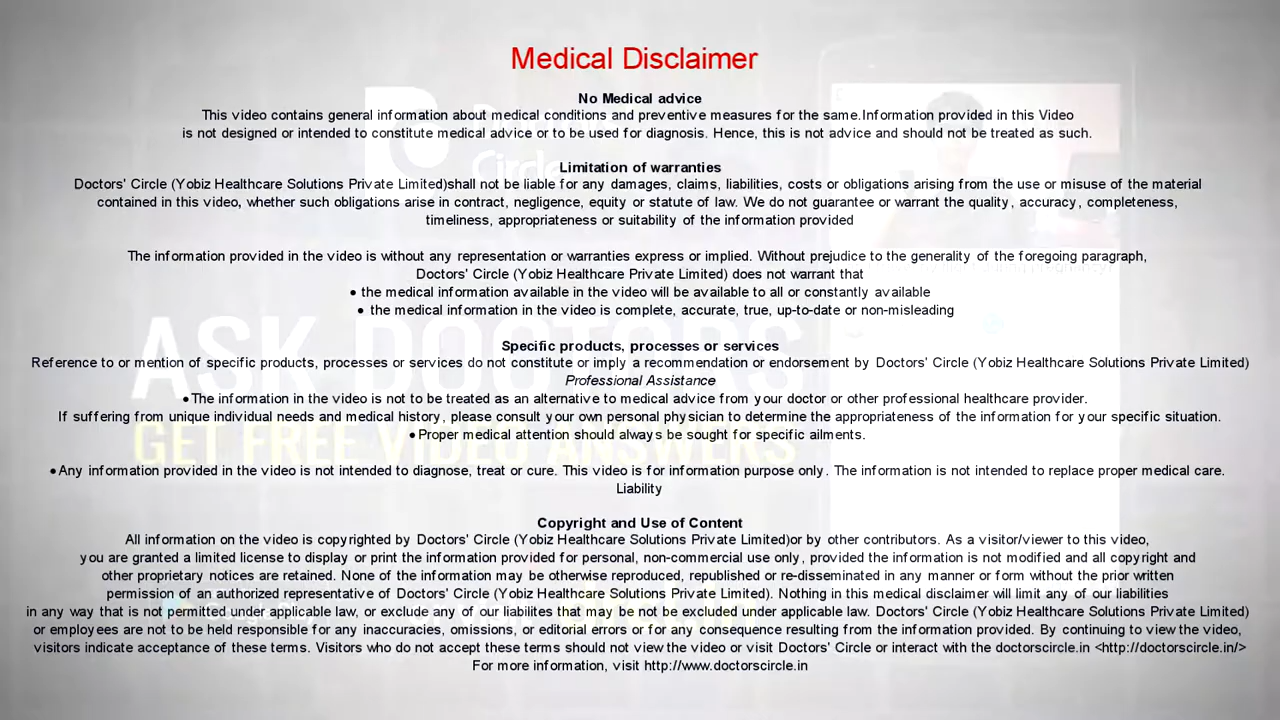 Medical Disclaimer
No Medical advice
This video contains general information about medical conditions and preventive measures for the same.Information provided in this Video
is not designed or intended to constitute medical advice or to be used for diagnosis. Hence, this is not advice and should not be treated as such.
Limitation of warranties
Doctors' Circle (Yobiz Healthcare Solutions Private Limited)shall not be liable for any damages, claims, liabilities, costs or obligations arising from the use or misuse of the material
contained in this video, whether such obligations arise in contract, negligence, equity or statute of law. We do not guarantee or warrant the quality, accuracy, completeness,
timeliness, appropriateness or suitability of the information provided
The information provided in the video is without any representation or warranties express or implied. Without prejudice to the generality of the foregoing paragraph,
Doctors' Circle (Yobiz Healthcare Private Limited) does not warrant that
• the medical information available in the video will be available to all or constantly available
• the medical information in the video is complete, accurate, true, up-to-date or non-misleading
Specific products, processes or services
Reference to or mention of specific products, processes or services do not constitute or imply a recommendation or endorsement by Doctors' Circle (Yobiz Healthcare Solutions Private Limited)
Professional Assistance
•The information in the video is not to be treated as an alternative to medical advice from your doctor or other professional healthcare provider.
If suffering from unique individual needs and medical history, please consult your own personal physician to determine the appropriateness of the information for your specific situation.
•Proper medical attention should always be sought for specific ailments.
•Any information provided in the video is not intended to diagnose, treat or cure. This video is for information purpose only. The information is not intended to replace proper medical care.
Liability
Copyright and Use of Content
All information on the video is copyrighted by Doctors' Circle (Yobiz Healthcare Solutions Private Limited)or by other contributors. As a visitor/viewer to this video,
you are granted a limited license to display or print the information provided for personal, non-commercial use only, provided the information is not modified and all copyright and
other proprietary notices are retained. None of the information may be otherwise reproduced, republished or re-disseminated in any manner or form without the prior written
permission of an authorized representative of Doctors' Circle (Yobiz Healthcare Private Limited). Nothing in this medical disclaimer will limit any of our liabilities
in any way that is not permitted under applicable law, or exclude any of our liabilites that may be not be excluded under applicable law. Doctors' Circle (Yobiz Healthcare Private Limited)
or employees are not to be held responsible for any inaccuracies, omissions, or editorial errors or for any consequence resulting from the information provided. By continuing to view the video,
visitors indicate acceptance of these terms. Visitors who do not accept these terms should not view the video or visit Doctors' Circle or interact with the doctorscircle.in <http://doctorscircle.in/>
For more information, visit http://www.doctorscircle.in
ASK DOCTORS
GET FREE VIDEO ANSWERS